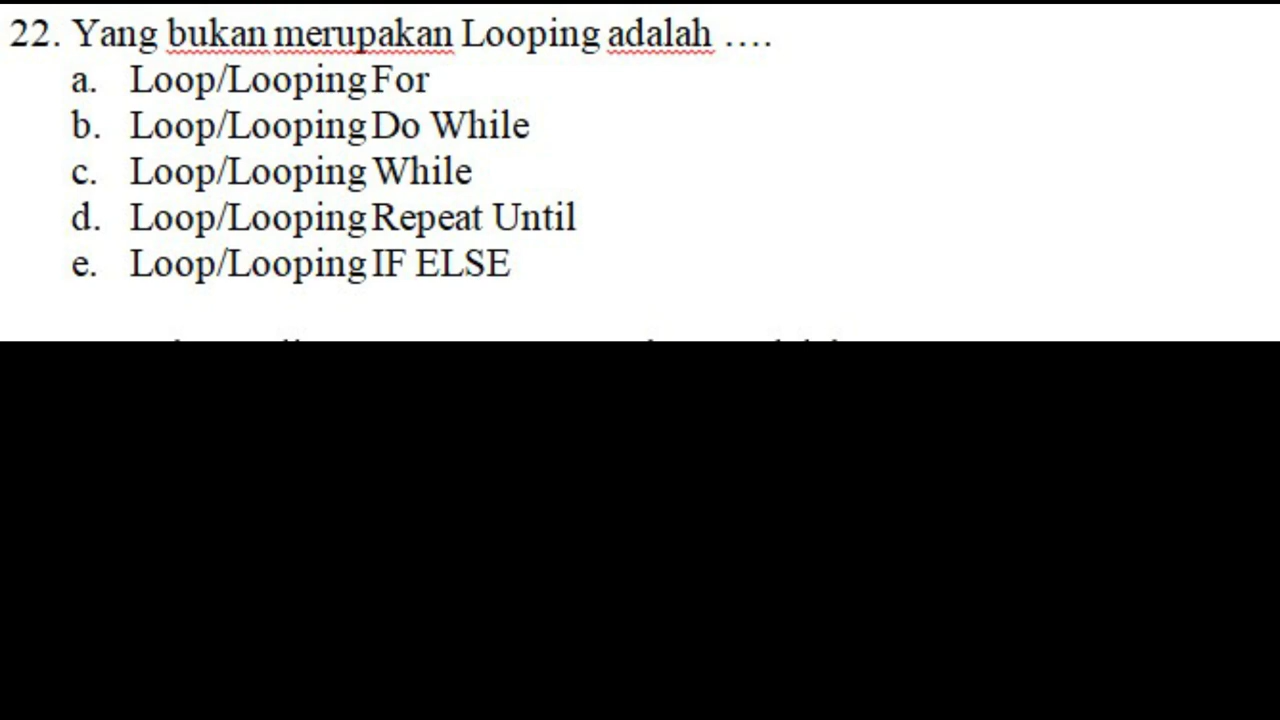 22. Yang bukan merupakan Looping adalah ....
a. Loop/Looping For
b. Loop/Looping Do While
c. Loop/Looping While
d. Loop/Looping Repeat Until
e. Loop/Looping IF ELSE